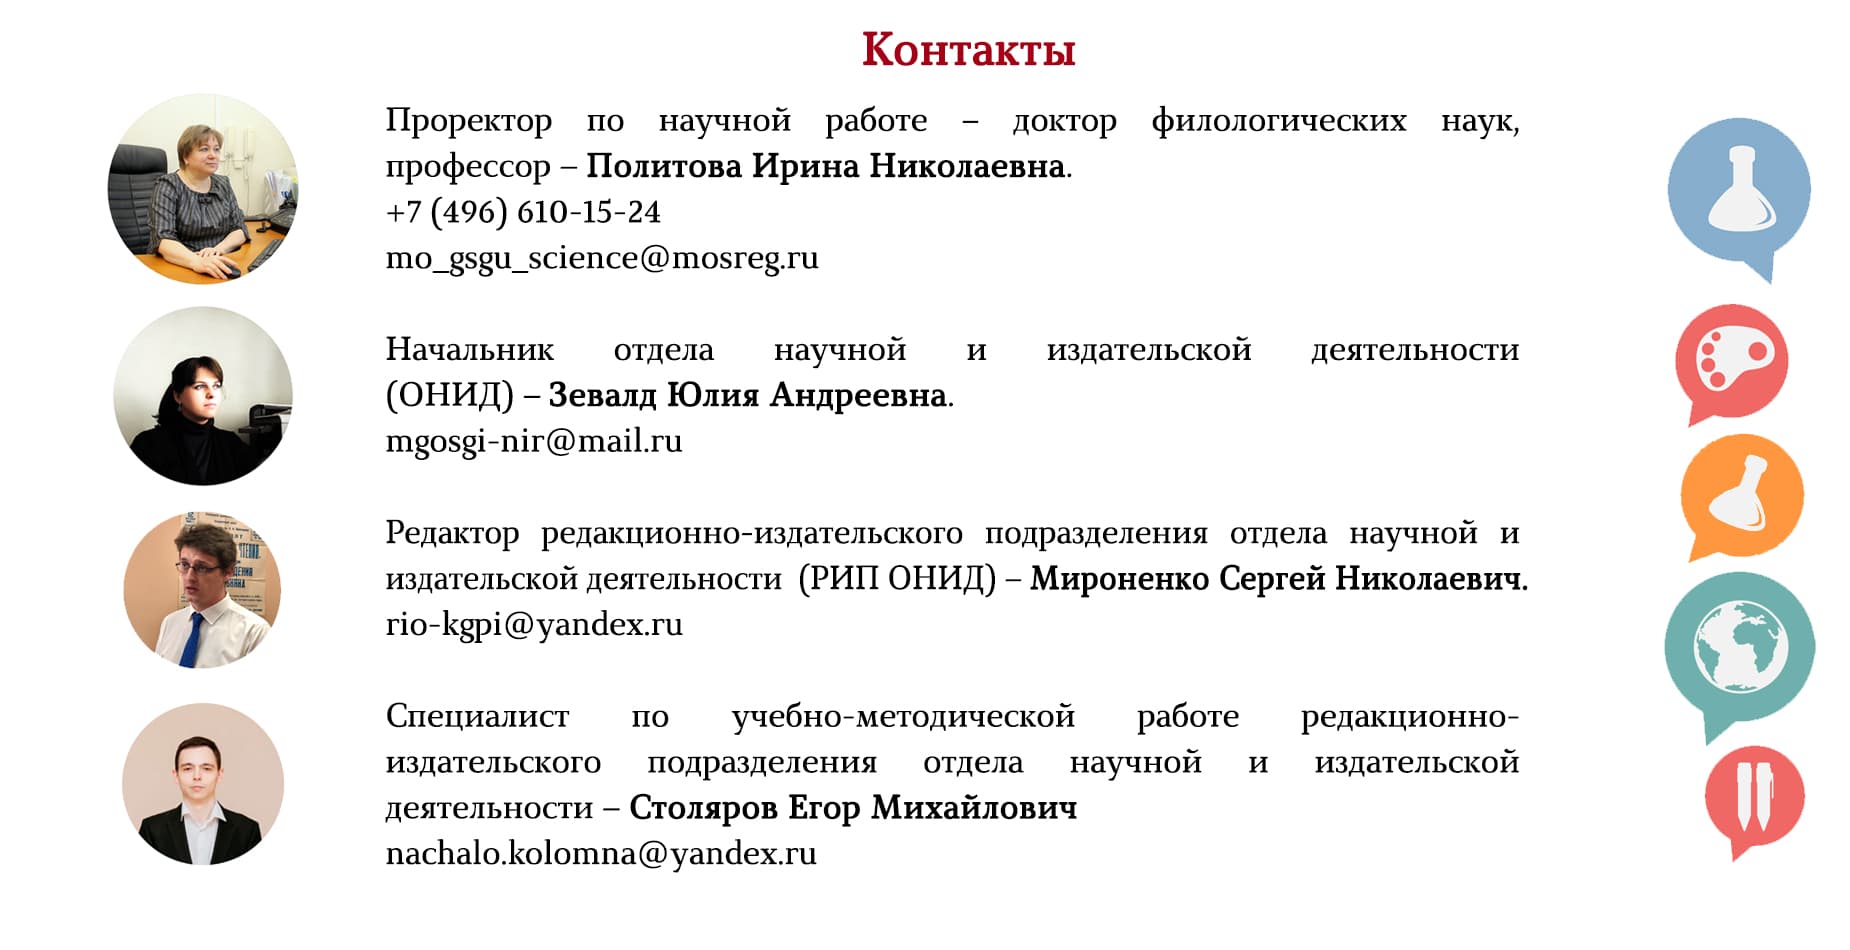 Контакты
Проректор по научной работе – доктор филологических наук,
профессор – Политова Ирина Николаевна.
+7 (496) 610-15-24
mo_gsgu_science@mosreg.ru
Начальник отдела научной и издательской деятельности
(ОНИД) – Зевалд Юлия Андреевна.
mgosgi-nir@mail.ru
Редактор редакционно-издательского подразделения отдела научной и
издательской деятельности (РИП ОНИД) – Мироненко Сергей Николаевич.
rio-kgpi@yandex.ru
Специалист по учебно-методической работе редакционно-
издательского подразделения отдела научной и издательской
деятельности – Столяров Егор Михайлович
nachalo.kolomna@yandex.ru